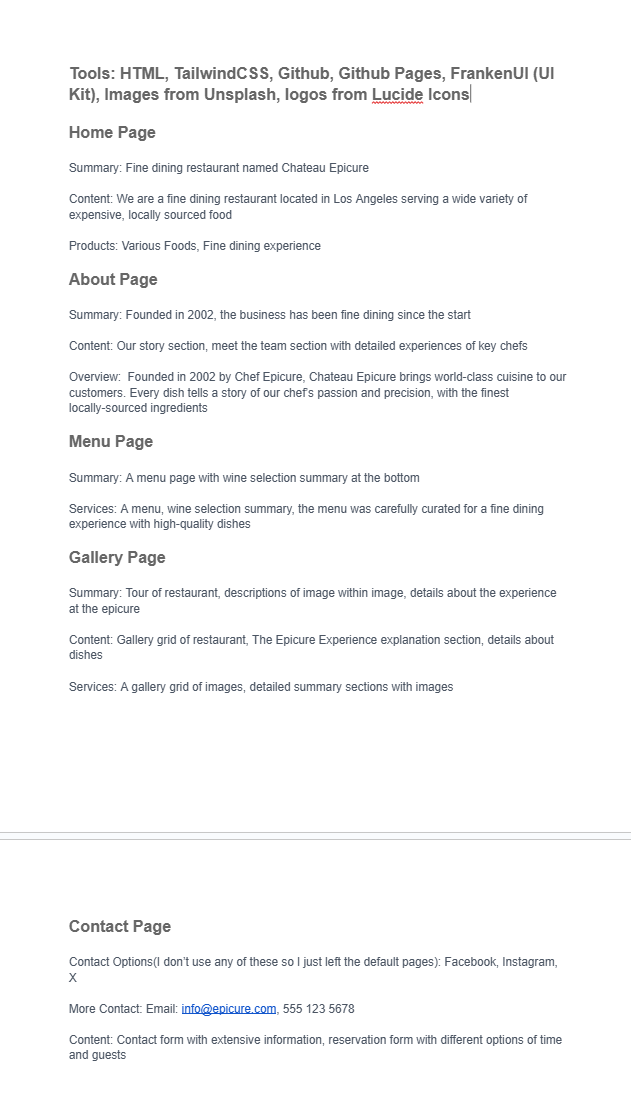 Tools: HTML, TailwindCSS, Github, Github Pages, FrankenUI (UI
Kit), Images from Unsplash, logos from Lucide Icons
Home Page
Summary: Fine dining restaurant named Chateau Epicure
Content: We are a fine dining restaurant located in Los Angeles serving a wide variety of
expensive, locally sourced food
Products: Various Foods, Fine dining experience
About Page
Summary: Founded in 2002, the business has been fine dining since the start
Content: Our story section, meet the team section with detailed experiences of key chefs
Overview:  Founded in 2002 by Chef Epicure, Chateau Epicure brings world-class cuisine to our
customers. Every dish tells a story of our chef's passion and precision, with the finest
locally-sourced ingredients
Menu Page
Summary: A menu page with wine selection summary at the bottom
Services: A menu, wine selection summary, the menu was carefully curated for a fine dining
experience with high-quality dishes
Gallery Page
Summary: Tour of restaurant, descriptions of image within image, details about the experience
at the epicure
Content: Gallery grid of restaurant, The Epicure Experience explanation section, details about
dishes
Services: A gallery grid of images, detailed summary sections with images
Contact Page
Contact Options(I don't use any of these so I just left the default pages): Facebook, Instagram,
X
More Contact: Email: info@epicure.com, 555 123 5678
Content: Contact form with extensive information, reservation form with different options of time
and guests